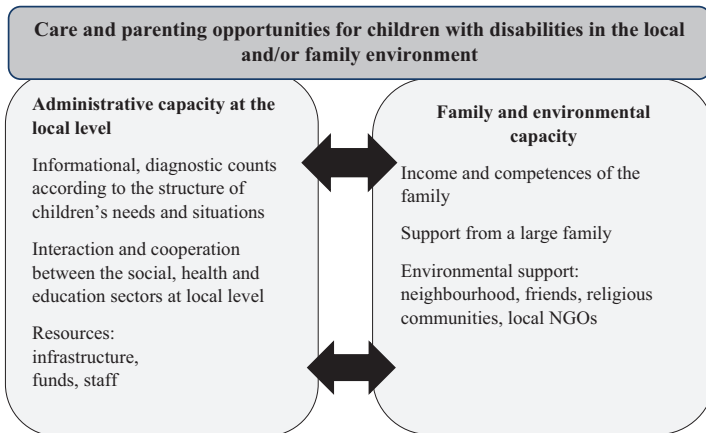 Care and parenting opportunities for children with disabilities in the local
and/or family environment
Administrative capacity at the
local level
Informational, diagnostic counts
according to the structure of
children's needs and situations
Interaction and cooperation
between the social, health and
education sectors at local level
Resources:
infrastructure,
funds, staff
Family and environmental
capacity
Income and competences of the
family
Support from a large family
Environmental support:
neighbourhood, friends, religious
communities, local NGOs